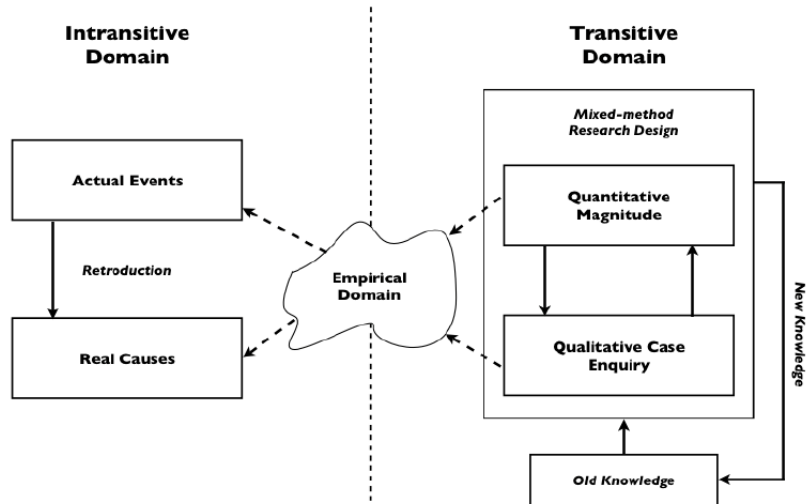 Intransitive
Domain
Transitive
Domain
Mixed-method
Research Design
Actual Events
Quantitative
Magnitude
Retroduction
Empirical
Domain
Real Causes
Qualitative Case
Enquiry
New Knowledge
Old Knowledge